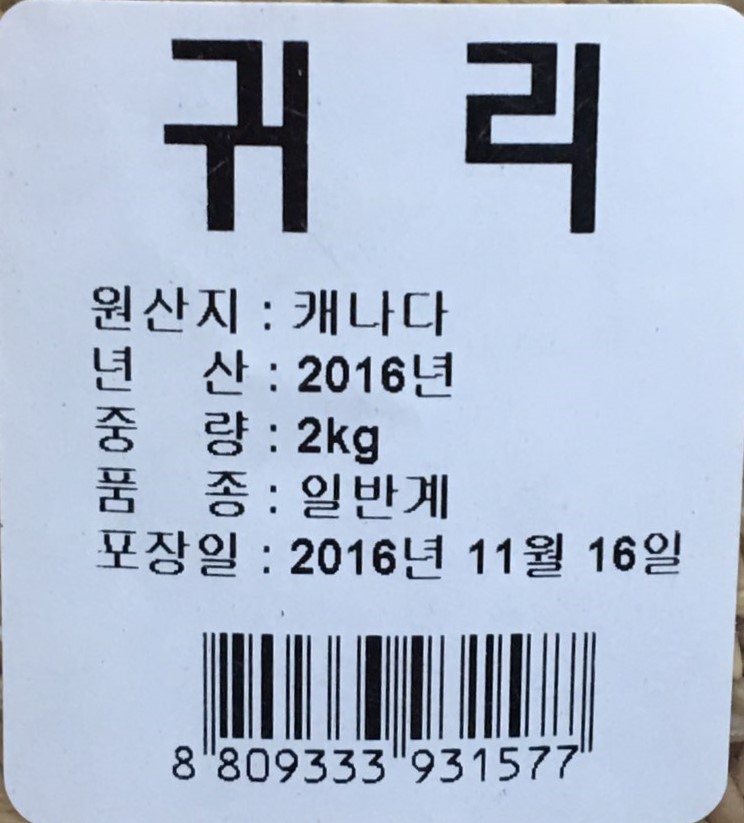 귀 리
원산지 : 캐나다
년 산 : 2016년
중 량 : 2kg
품 종 : 일반계
포장일 : 2016년 11월 16일
8 809333 931577